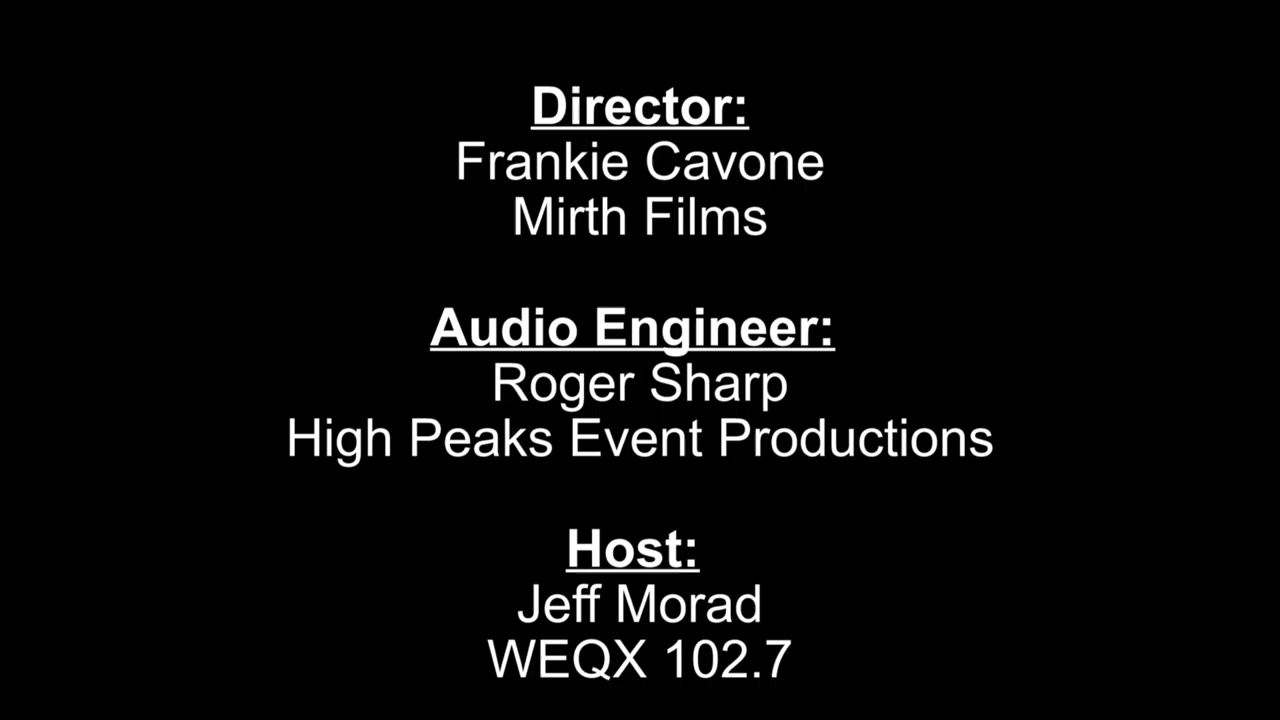 Director:
Frankie Cavone
Mirth Films
Audio Engineer:
Roger Sharp
High Peaks Event Productions
Host:
Jeff Morad
WEQX 102.7